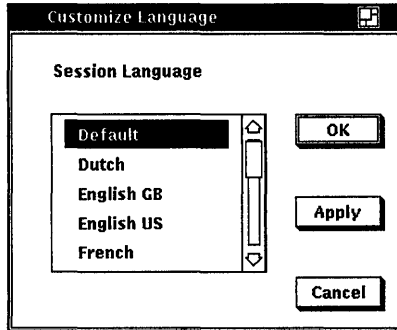 Customize Language
Session Language
Default
Dutch
English GB
English US
French
OK
Apply
Cancel